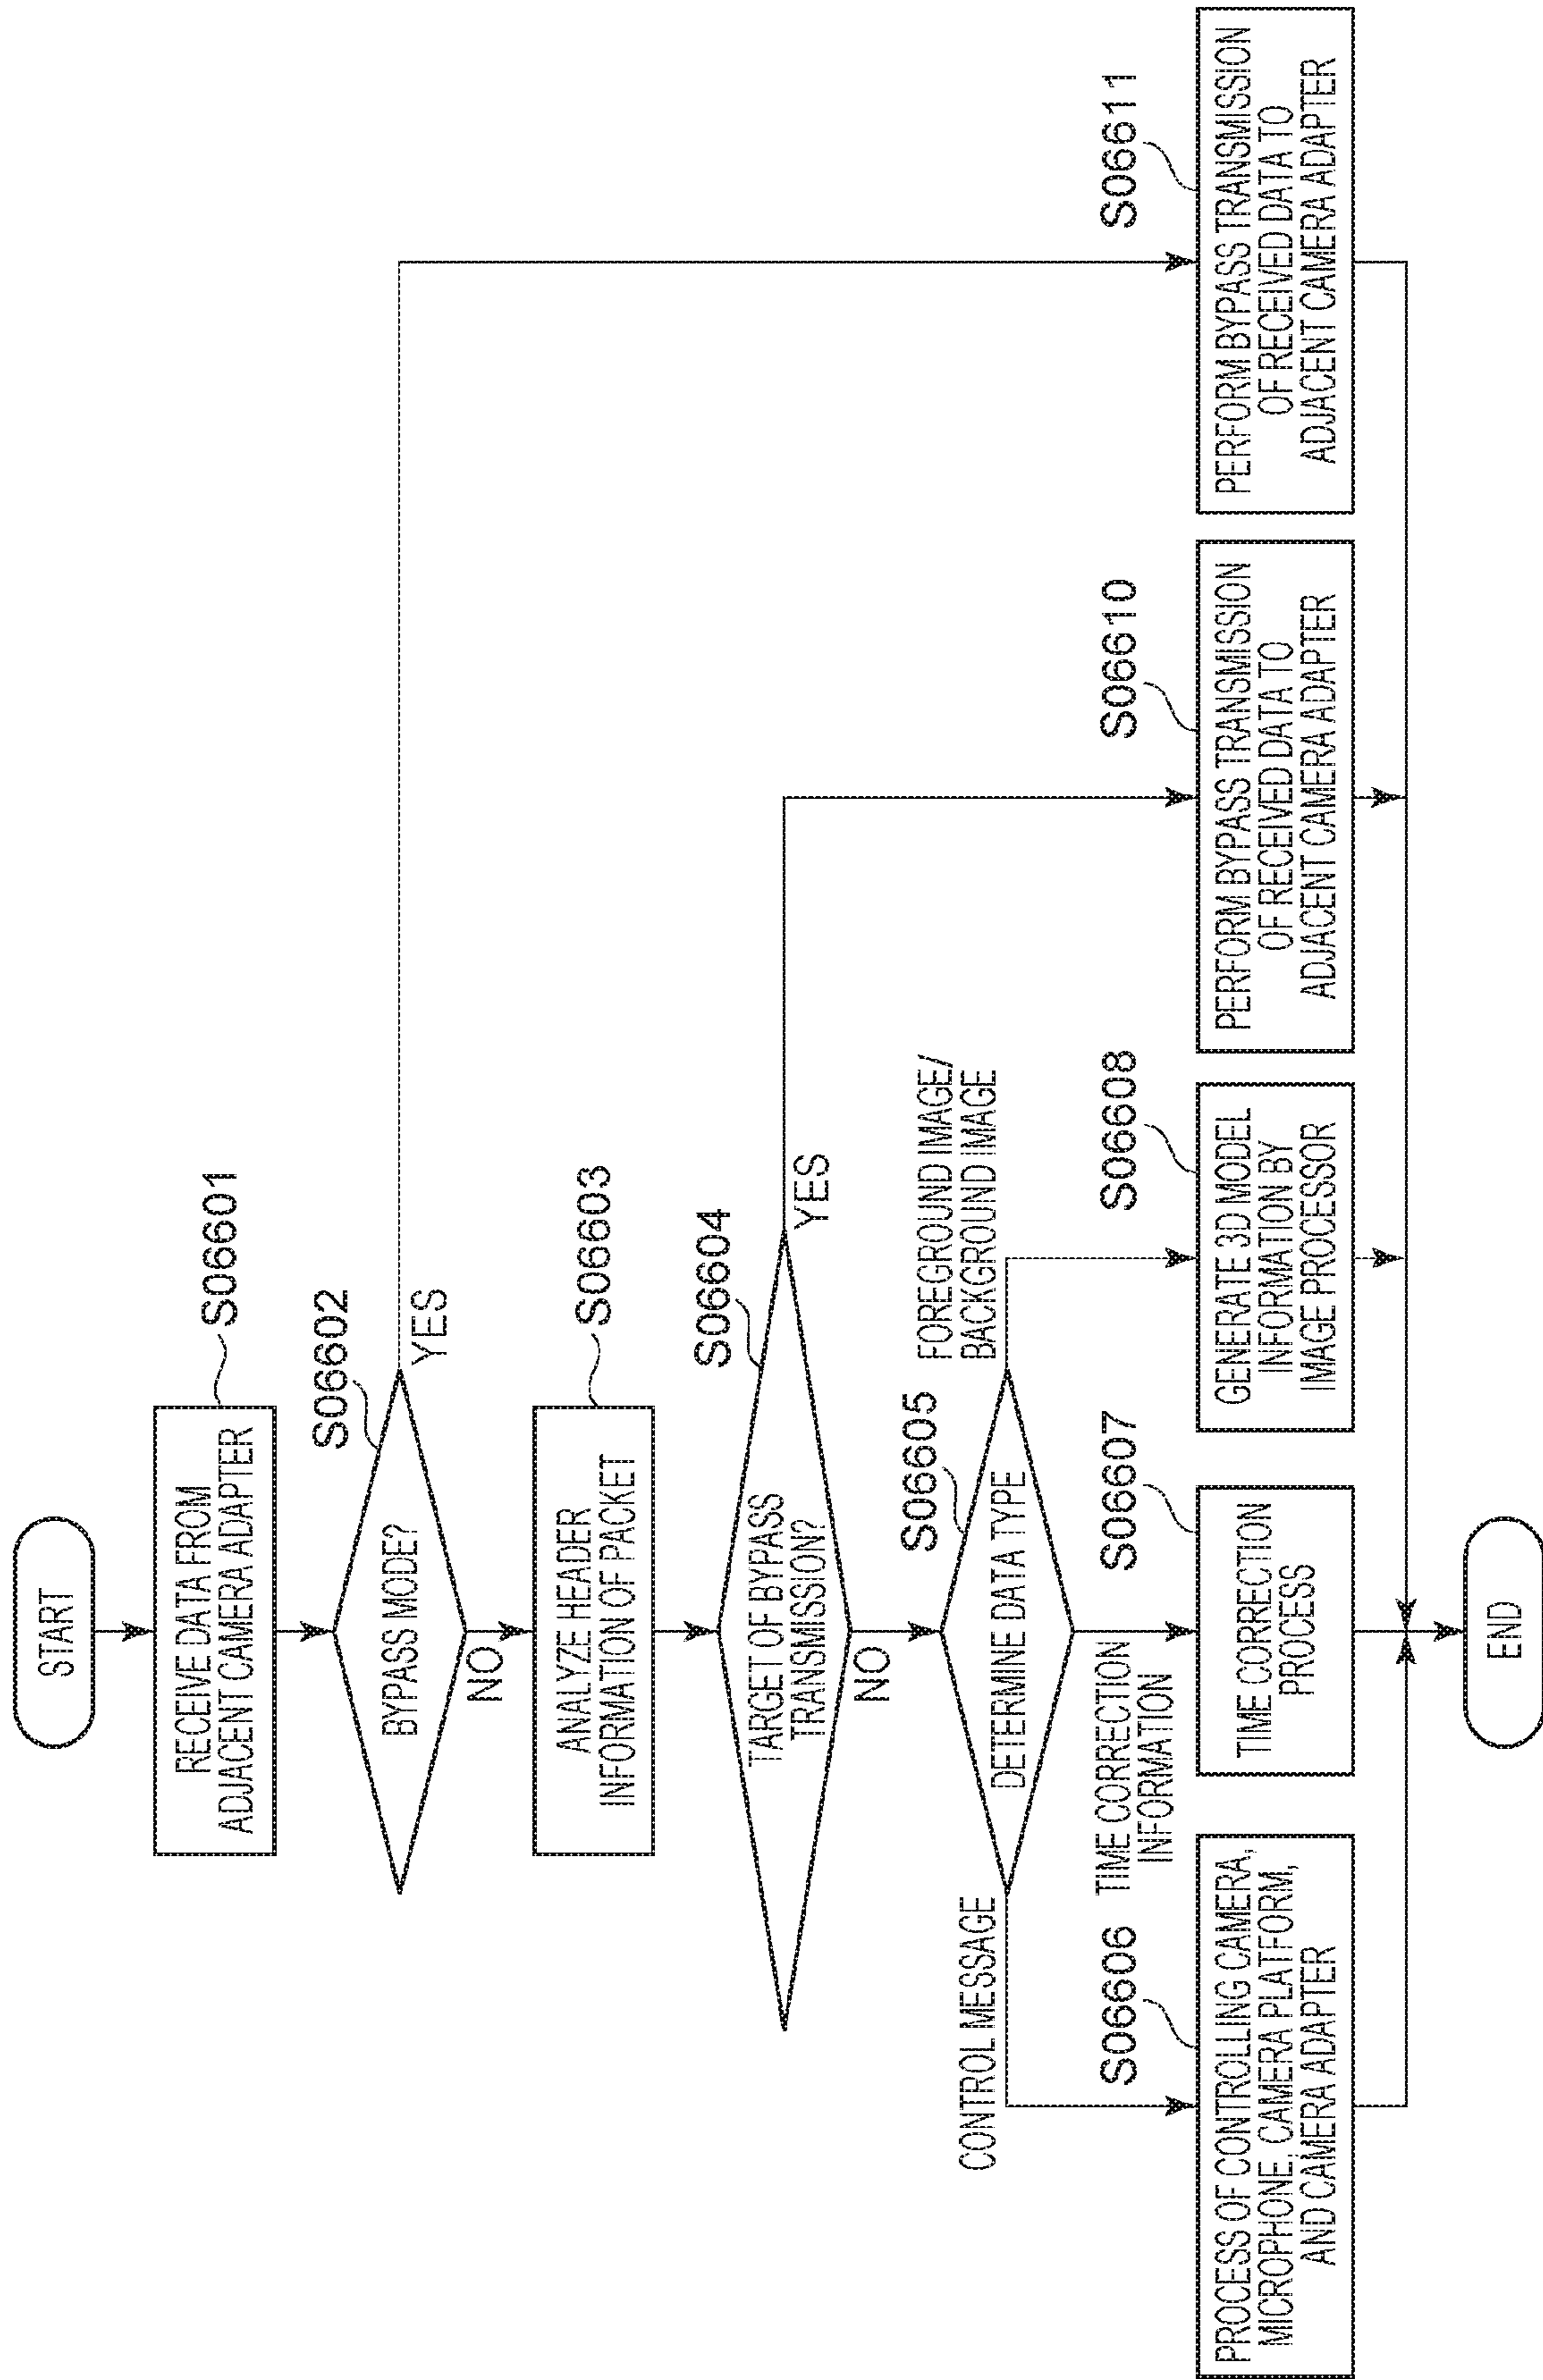 START
RECEIVE DATA FROM
ADJACENT CAMERA ADAPTER
S06601
BYPASS MODE?
S06602
YES
NO
ANALYZE HEADER
INFORMATION OF PACKET
S06603
TARGET OF BYPASS
TRANSMISSION?
S06604
YES
NO
DETERMINE DATA TYPE
S06605
CONTROL MESSAGE
TIME CORRECTION
INFORMATION
FOREGROUND IMAGE/
BACKGROUND IMAGE
S06606
PROCESS OF CONTROLLING CAMERA,
MICROPHONE, CAMERA PLATFORM,
AND CAMERA ADAPTER
S06607
TIME CORRECTION
PROCESS
S06608
GENERATE 3D MODEL
INFORMATION BY
IMAGE PROCESSOR
S06610
PERFORM BYPASS TRANSMISSION
OF RECEIVED DATA TO
ADJACENT CAMERA ADAPTER
S06611
PERFORM BYPASS TRANSMISSION
OF RECEIVED DATA TO
ADJACENT CAMERA ADAPTER
END